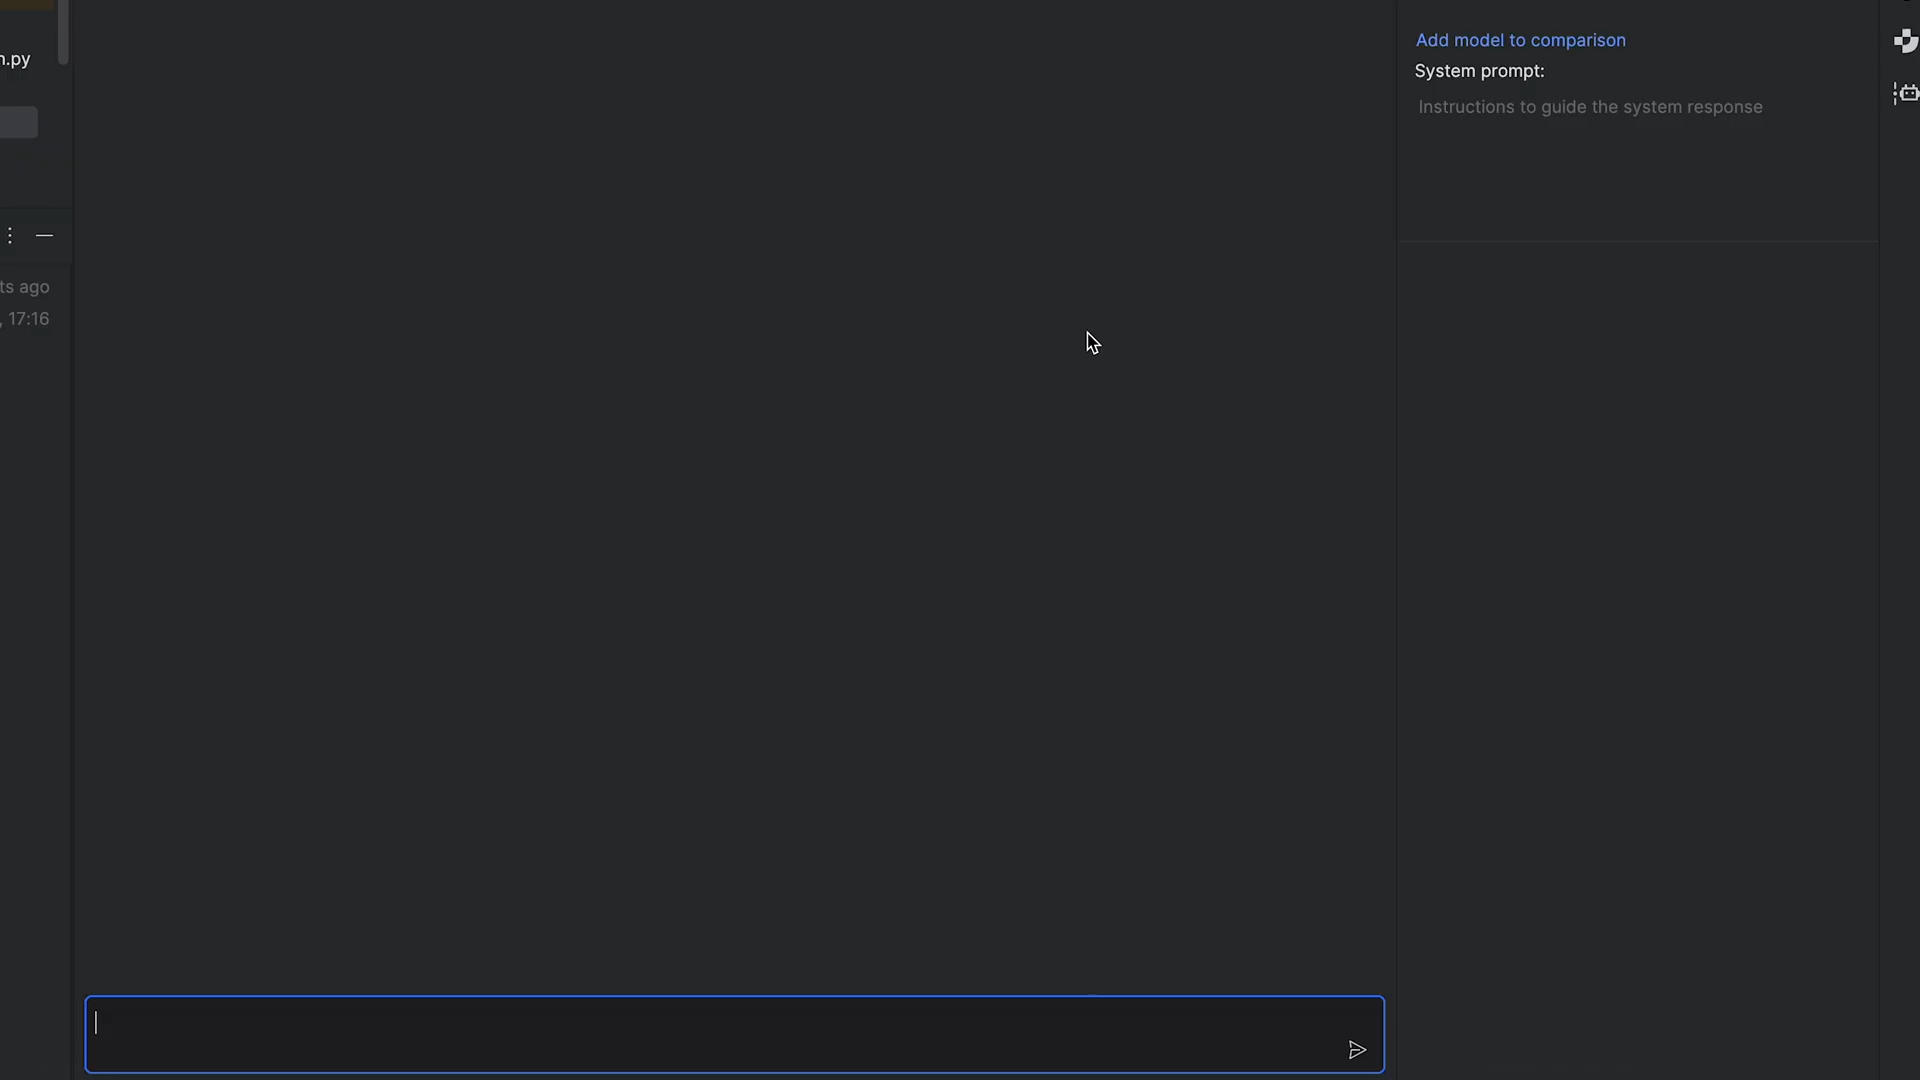 n.py
ts ago
, 17:16
Add model to comparison
System prompt:
Instructions to guide the system response